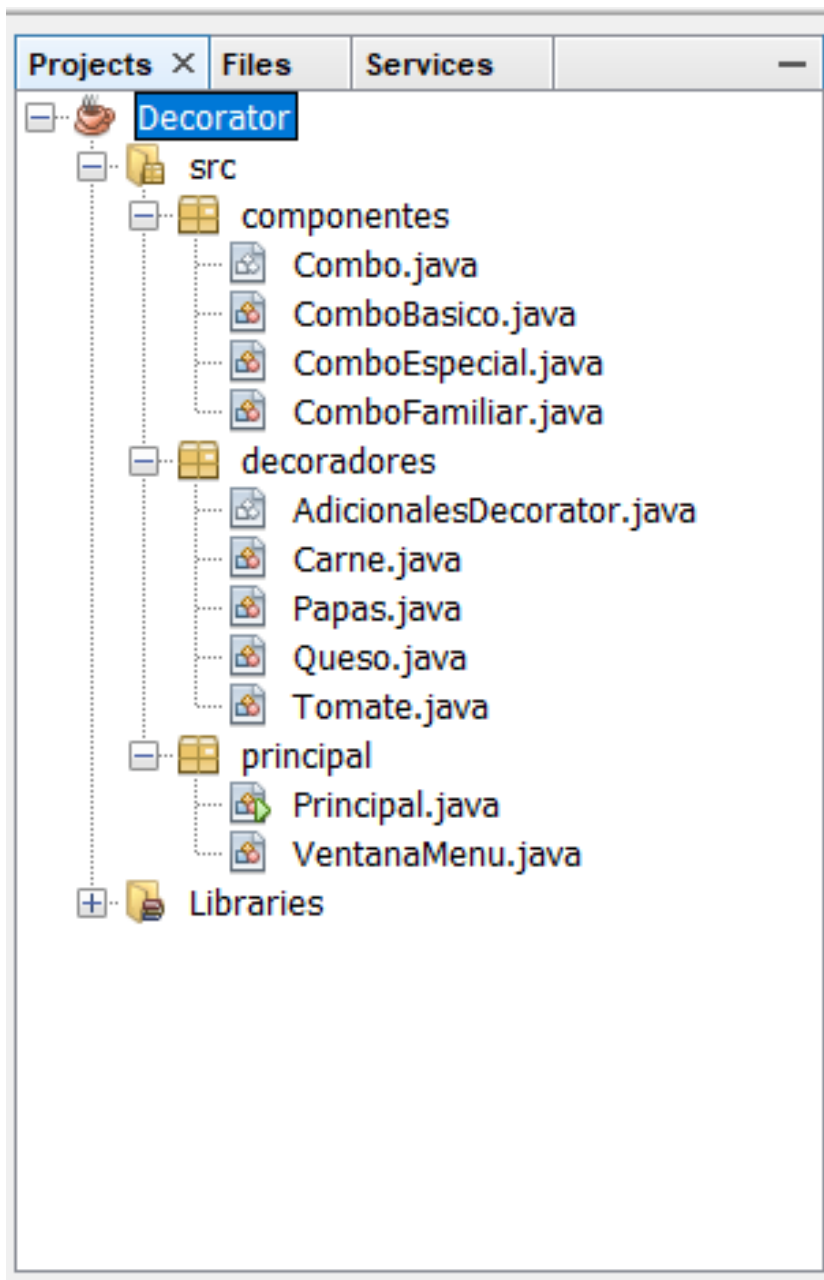 Projects Files Services
Decorator
src
componentes
Combo.java
ComboBasico.java
ComboEspecial.java
ComboFamiliar.java
decoradores
AdicionalesDecorator.java
Carne.java
Papas.java
Queso.java
Tomate.java
principal
Principal.java
VentanaMenu.java
Libraries